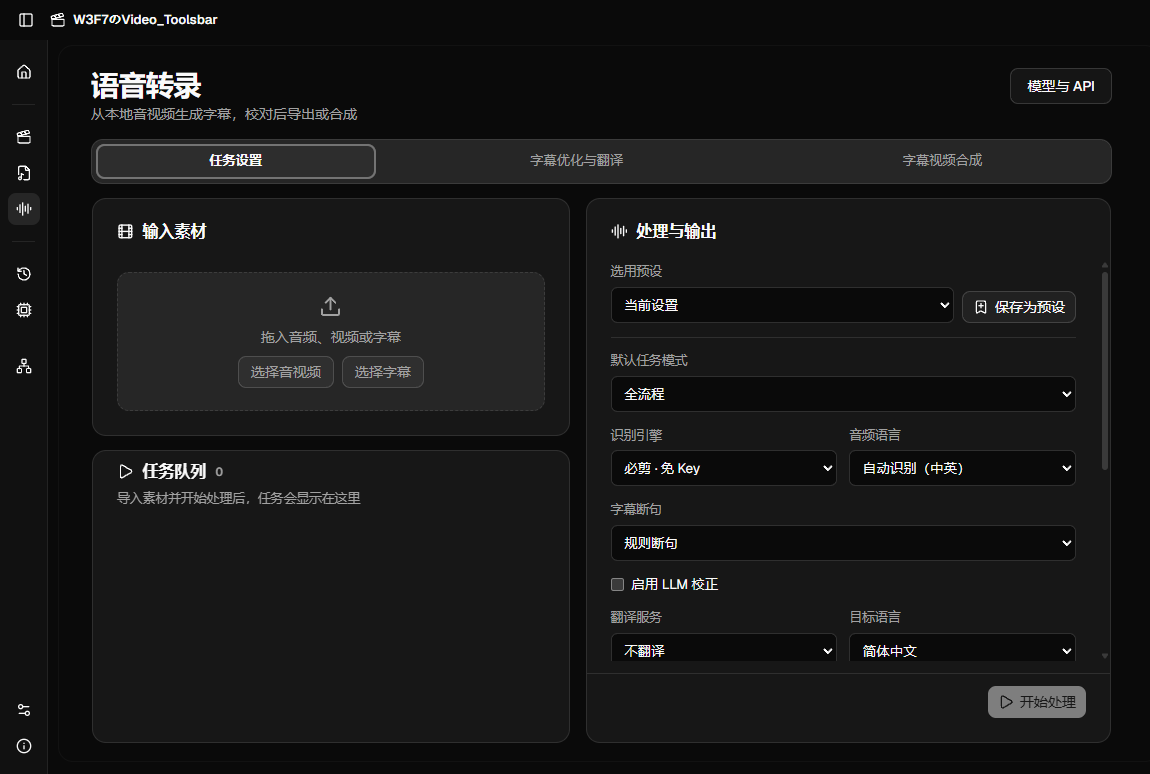 W3F7のVideo_Toolsbar
语音转录
从本地音视频生成字幕，校对后导出或合成
模型与 API
任务设置
字幕优化与翻译
字幕视频合成
输入素材
拖入音频、视频或字幕
选择音视频
选择字幕
任务队列 0
导入素材并开始处理后，任务会显示在这里
处理与输出
选用预设
当前设置
保存为预设
默认任务模式
全流程
识别引擎
音频语言
必剪 · 免 Key
自动识别（中英）
字幕断句
规则断句
启用 LLM 校正
翻译服务
目标语言
不翻译
简体中文
开始处理